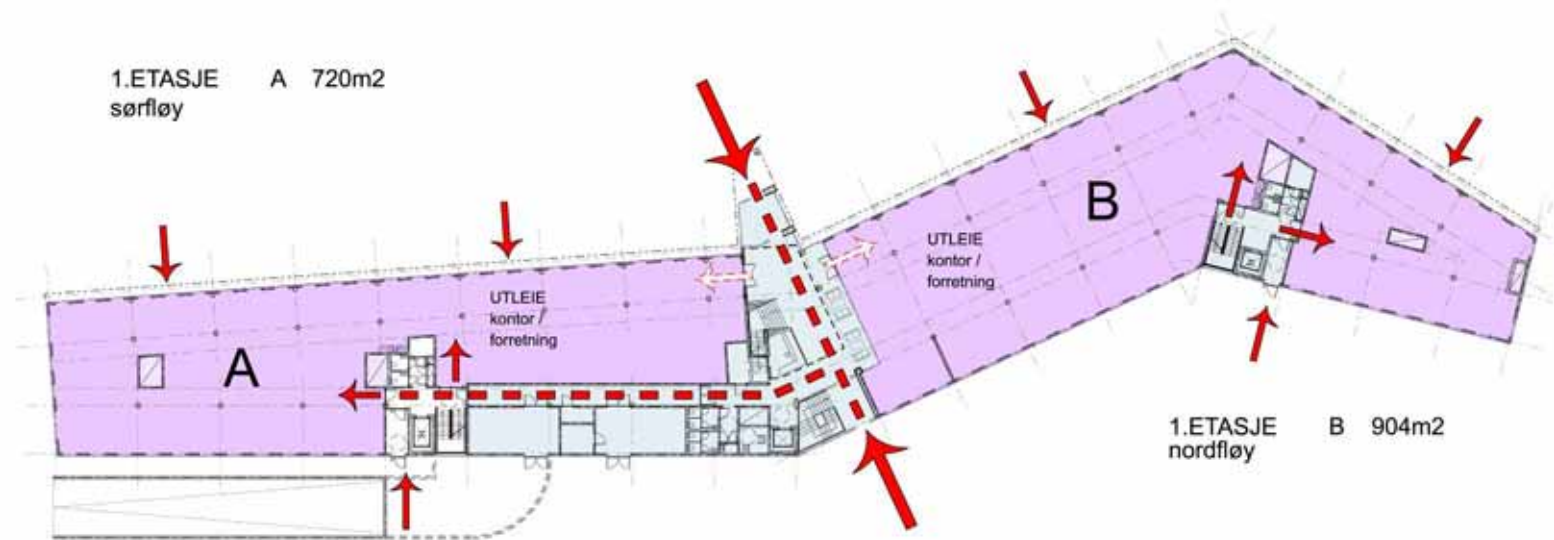 1.ETASJE A 720m2
sørfløy
A
UTLEIE
kontor /
forretning
B
UTLEIE
kontor /
forretning
1.ETASJE B 904m2
nordfløy